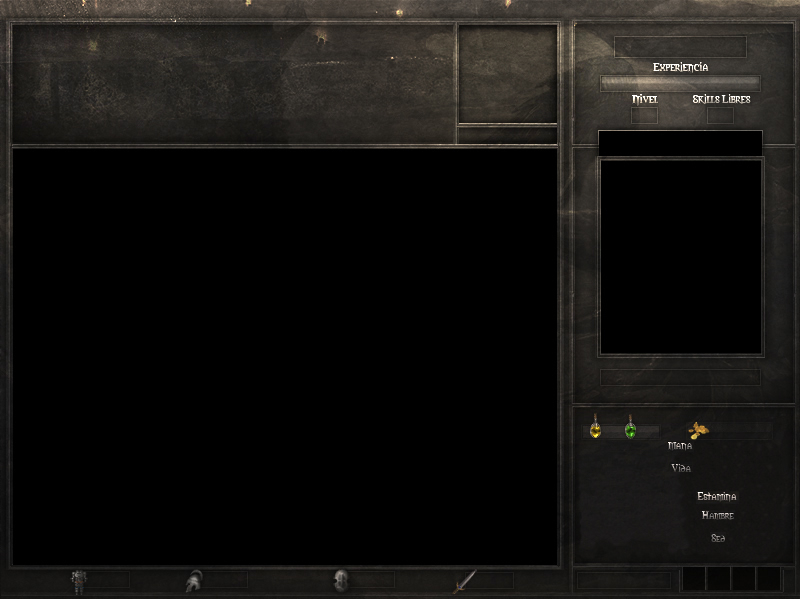 Experiencia
Nivel Skills Libres
Mana
Vida
Estamina
Hambre
Sed